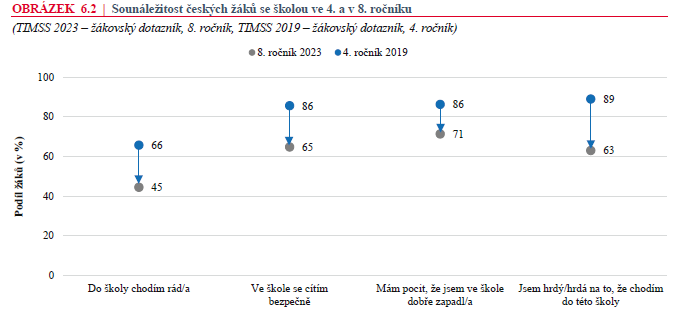 OBRÁZEK 6.2 | Sounáležitost českých žáků se školou ve 4. a v 8. ročníku
(TIMSS 2023 – žákovský dotazník, 8. ročník, TIMSS 2019 – žákovský dotazník, 4. ročník)
8. ročník 2023 4. ročník 2019
Podíl žáků (v %)
100
80
60
40
20
0
66
45
86
65
86
71
89
63
Do školy chodím rád/a
Ve škole se cítím
bezpečně
Mám pocit, že jsem ve škole
dobře zapadl/a
Jsem hrdý/hrdá na to, že chodím
do této školy